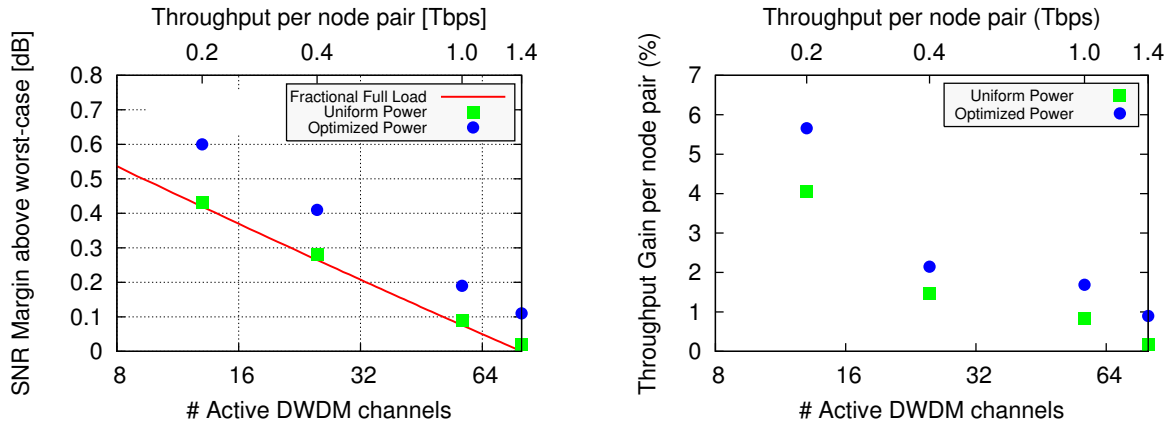 Throughput per node pair [Tbps]
0.2 0.4 1.0 1.4
SNR Margin above worst-case [dB]
0.8
0.7
0.6
0.5
0.4
0.3
0.2
0.1
0
Fractional Full Load
Uniform Power
Optimized Power
8 16 32 64
# Active DWDM channels
Throughput per node pair (Tbps)
0.2 0.4 1.0 1.4
Throughput Gain per node pair (%)
7
6
5
4
3
2
1
0
Uniform Power
Optimized Power
8 16 32 64
# Active DWDM channels